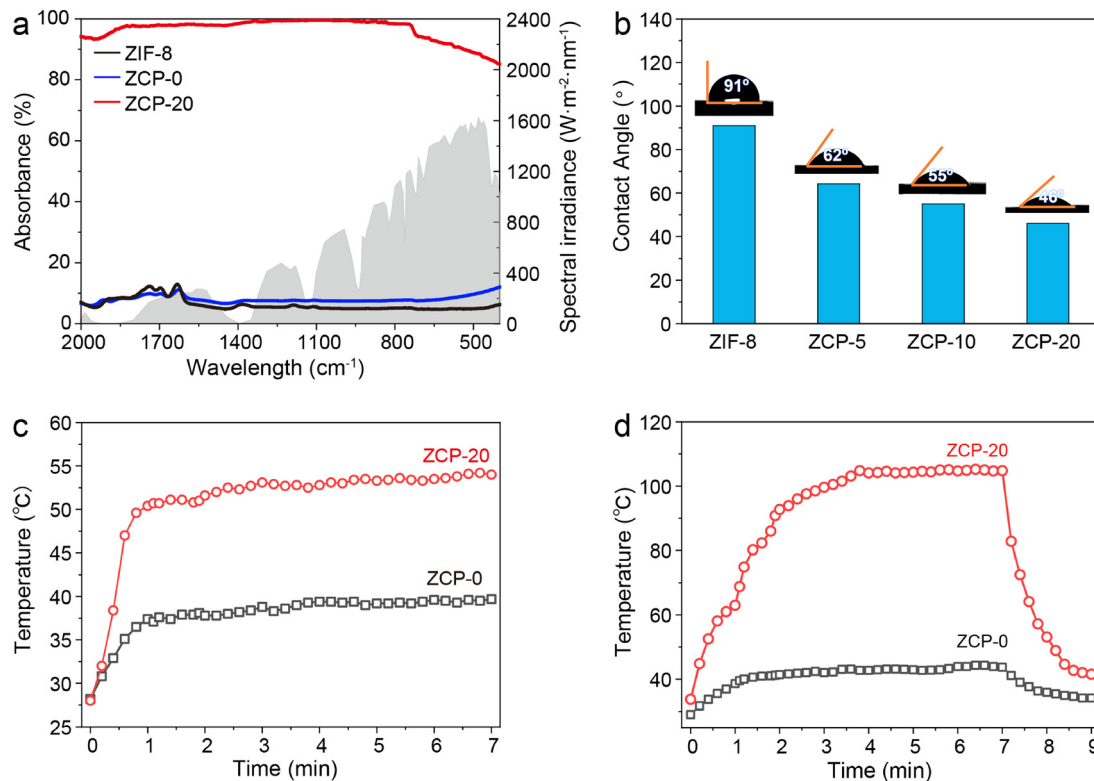 a
100
80
60
40
20
0
Absorbance (%)
ZIF-8
ZCP-0
ZCP-20
2400
2000
1600
1200
800
400
0
Spectral irradiance (W·m⁻²·nm⁻¹)
2000 1700 1400 1100 800 500
Wavelength (cm⁻¹)
b
140
120
100
80
60
40
20
0
Contact Angle (°)
91°
62°
55°
46°
ZIF-8 ZCP-5 ZCP-10 ZCP-20
c
60
55
50
45
40
35
30
25
Temperature (°C)
ZCP-20
ZCP-0
0 1 2 3 4 5 6 7
Time (min)
d
120
100
80
60
40
Temperature (°C)
ZCP-20
ZCP-0
0 1 2 3 4 5 6 7 8 9
Time (min)